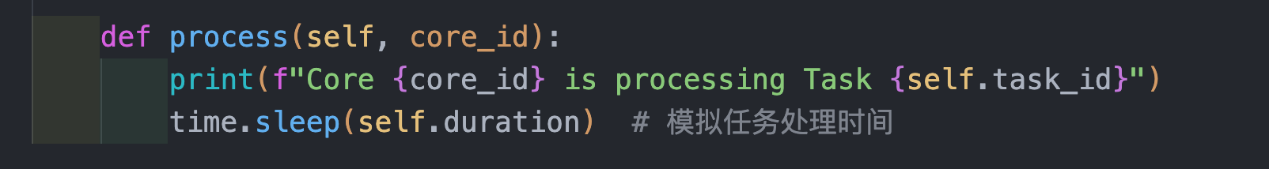 def process(self, core_id):
print(f"Core {core_id} is processing Task {self.task_id}")
time.sleep(self.duration)  # 模拟任务处理时间